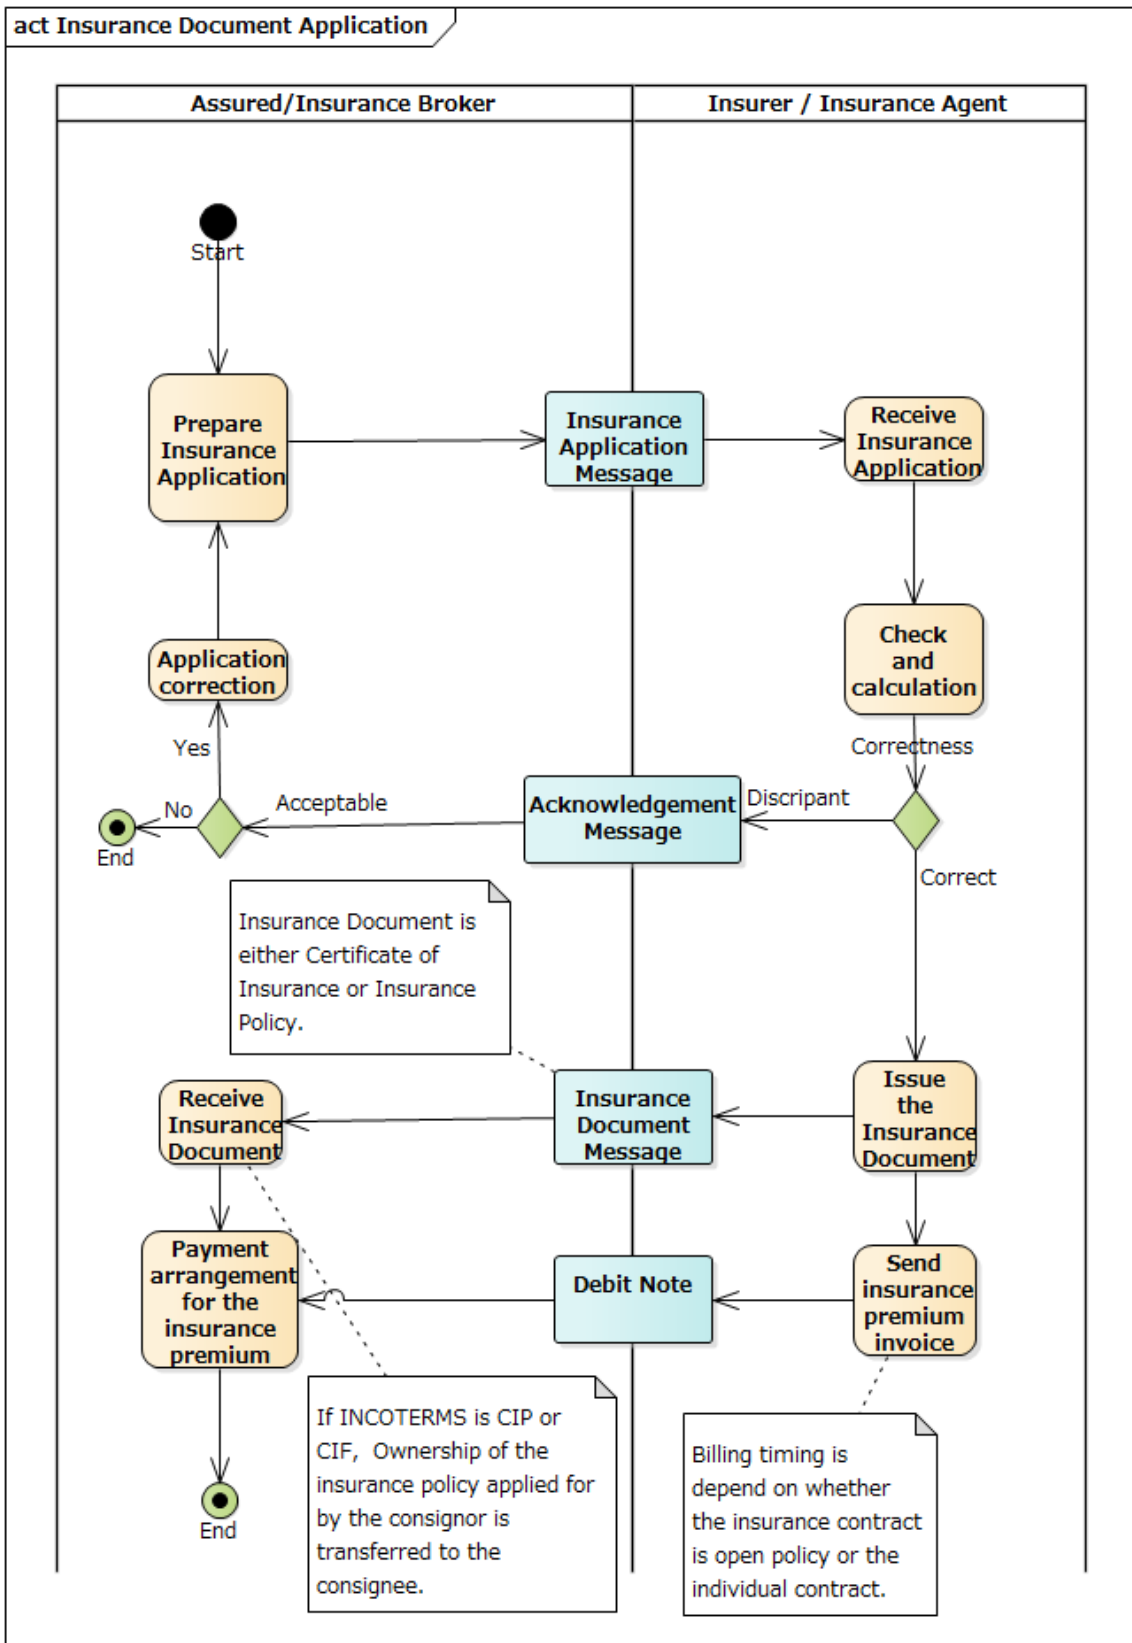 act Insurance Document Application
Assured/Insurance Broker
Insurer / Insurance Agent
Start
Prepare
Insurance
Application
Insurance
Application
Message
Receive
Insurance
Application
Application
correction
Check
and
calculation
Yes
Correctness
No
Acceptable
Acknowledgement
Message
Discripant
End
Correct
Insurance Document is
either Certificate of
Insurance or Insurance
Policy.
Receive
Insurance
Document
Insurance
Document
Message
Issue
the
Insurance
Document
Payment
arrangement
for the
insurance
premium
Debit Note
Send
insurance
premium
invoice
If INCOTERMS is CIP or
CIF,  Ownership of the
insurance policy applied for
by the consignor is
transferred to the
consignee.
Billing timing is
depend on whether
the insurance contract
is open policy or the
individual contract.
End